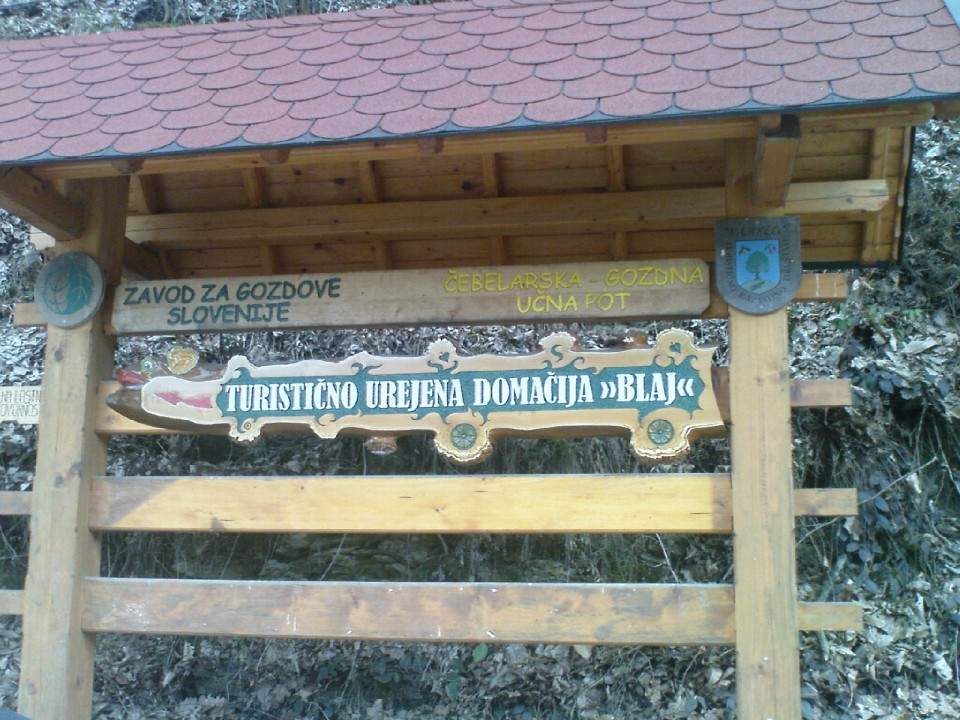 ZAVOD ZA GOZDOVE
SLOVENIJE
ČEBELARSKA - GOZDNA
UČNA POT
TURISTIČNO UREJENA DOMAČIJA »BLAJ«